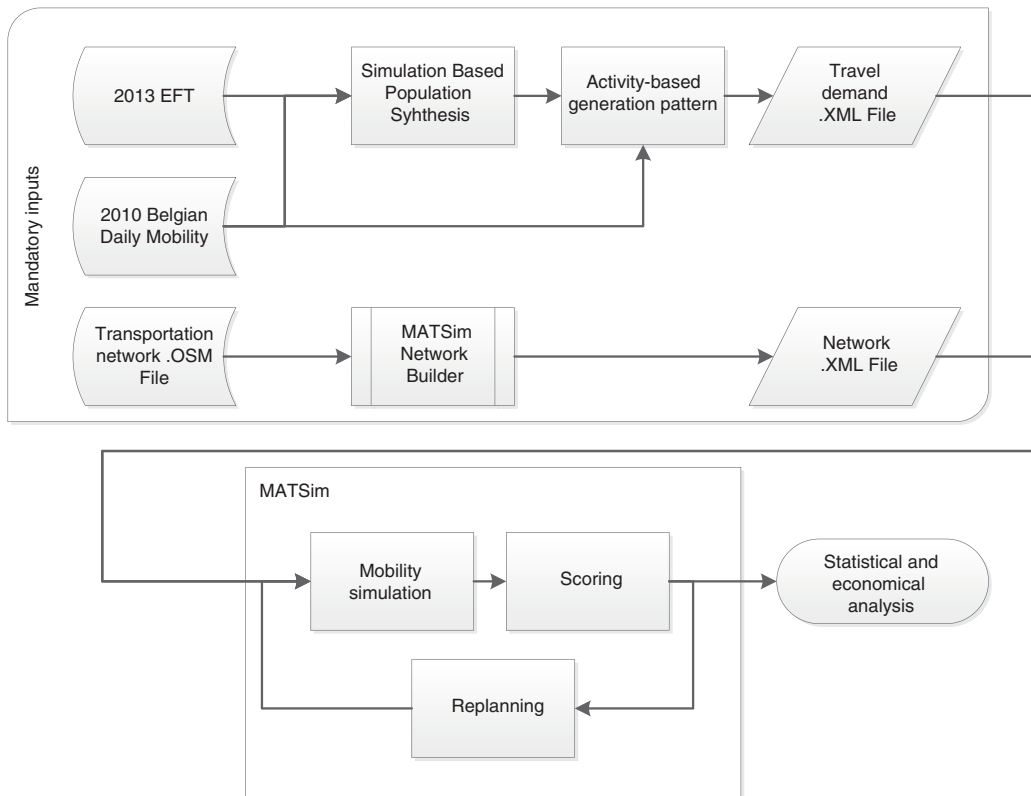 Mandatory inputs
2013 EFT
Simulation Based
Population
Syhthesis
Activity-based
generation pattern
Travel
demand
.XML File
2010 Belgian
Daily Mobility
Transportation
network .OSM
File
MATSim
Network
Builder
Network
.XML File
MATSim
Mobility
simulation
Scoring
Statistical and
economical
analysis
Replanning